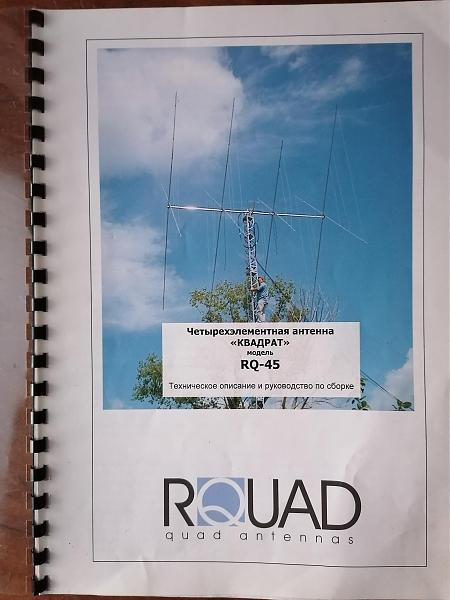 Четырехэлементная антенна
«КВАДРАТ»
модель
RQ-45
Техническое описание и руководство по сборке
RQUAD
quad antennas